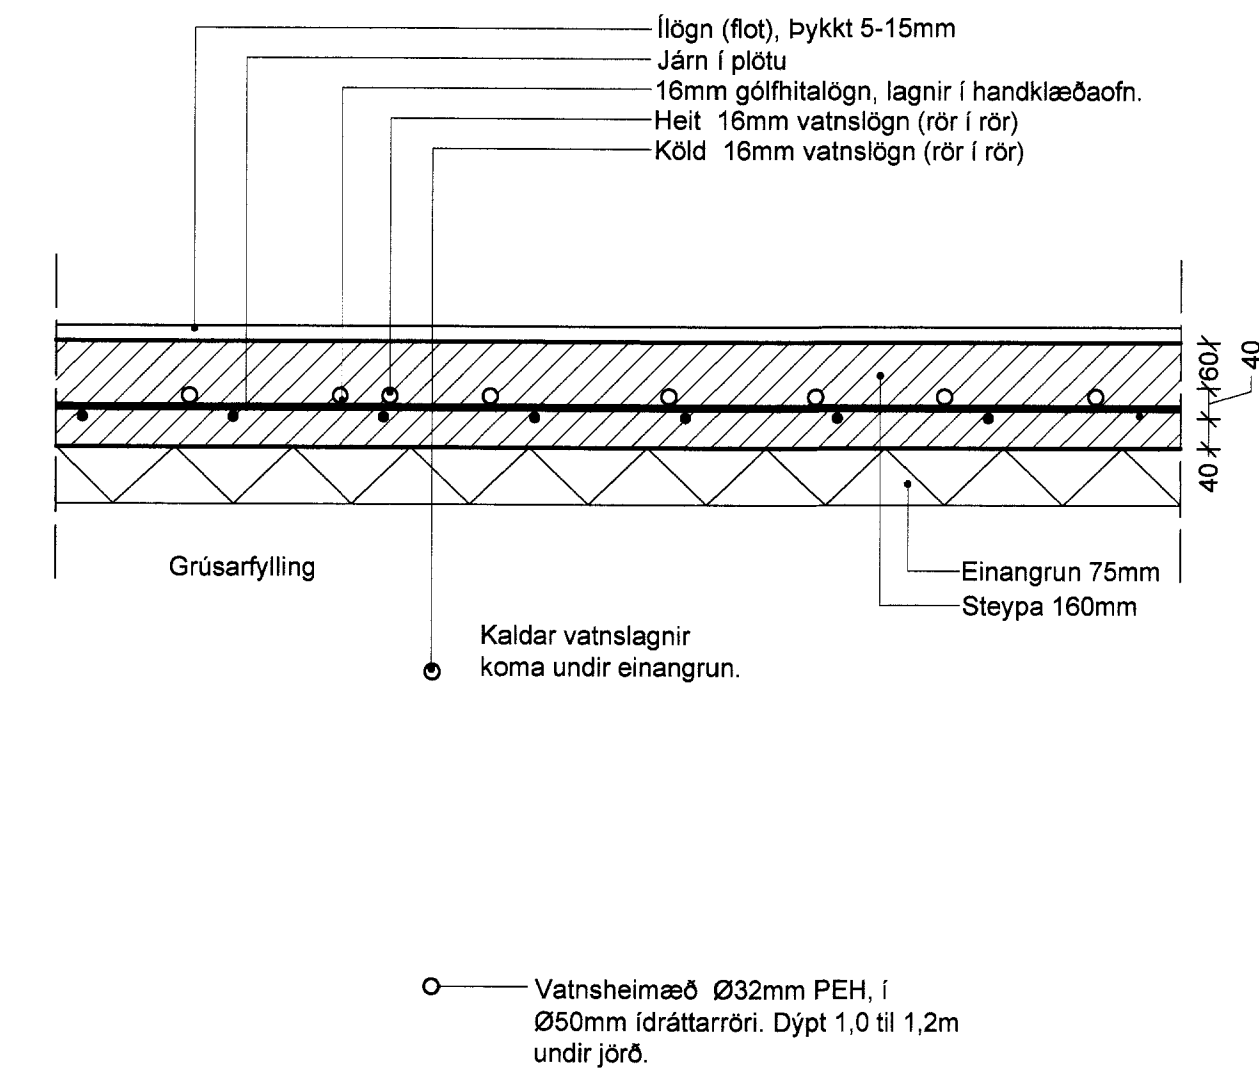 Ílögn (flot), Þykkt 5-15mm
Járn í plötu
16mm gólfhitalögn, lagnir í handklæðaofn.
Heit 16mm vatnslögn (rör í rör)
Köld 16mm vatnslögn (rör í rör)
60
40
40
Grúsarfylling
Einangrun 75mm
Steypa 160mm
Kaldar vatnslagnir
koma undir einangrun.
Vatnsheimæð Ø32mm PEH, í
Ø50mm ídráttarröri. Dýpt 1,0 til 1,2m
undir jörð.